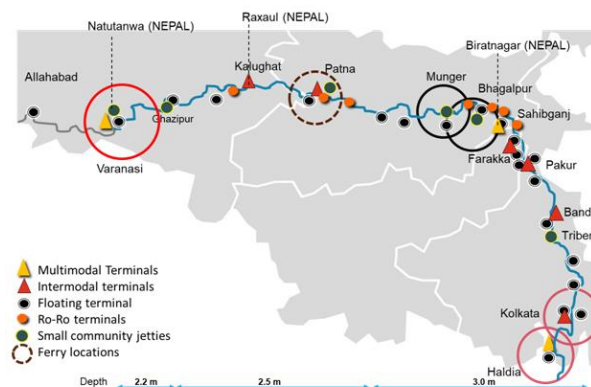 Natutanwa (NEPAL)
Raxaul (NEPAL)
Biratnagar (NEPAL)
Allahabad
Kalughat
Patna
Munger
Bhagalpur
Ghazipur
Sahibganj
Varanasi
Farakka
Pakur
Band
Triber
Kolkata
Haldia
Multimodal Terminals
Intermodal terminals
Floating terminal
Ro-Ro terminals
Small community jetties
Ferry locations
Depth 2.2 m 2.5 m 3.0 m